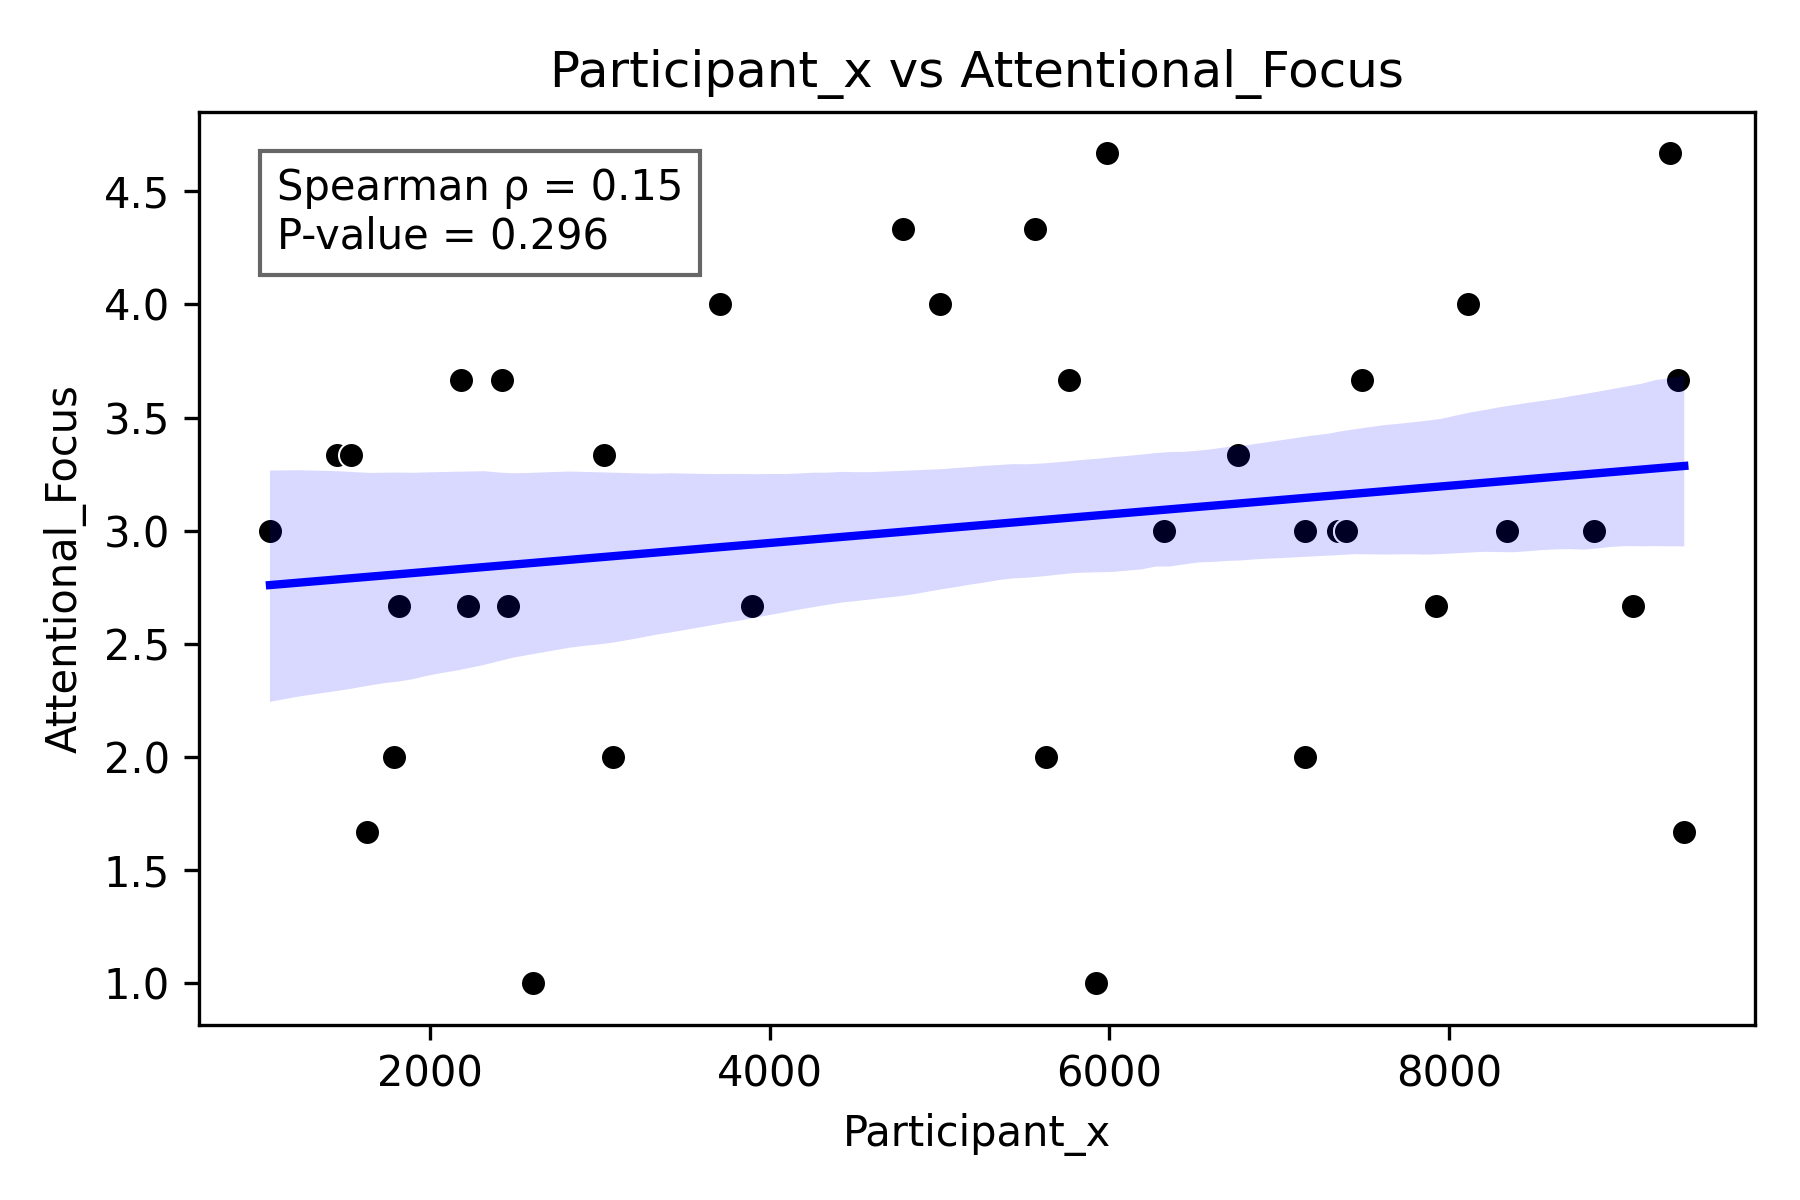 Participant_x vs Attentional_Focus
Spearman ρ = 0.15
P-value = 0.296
4.5
4.0
3.5
3.0
2.5
2.0
1.5
1.0
Attentional_Focus
2000
4000
6000
8000
Participant_x